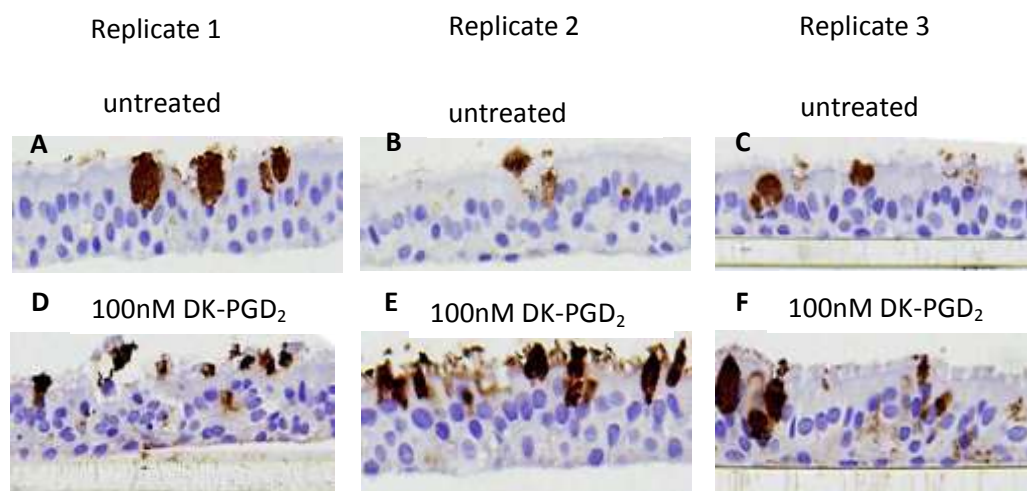 Replicate 1
Replicate 2
Replicate 3
untreated
untreated
untreated
A
B
C
D 100nM DK-PGD₂
E 100nM DK-PGD₂
F 100nM DK-PGD₂